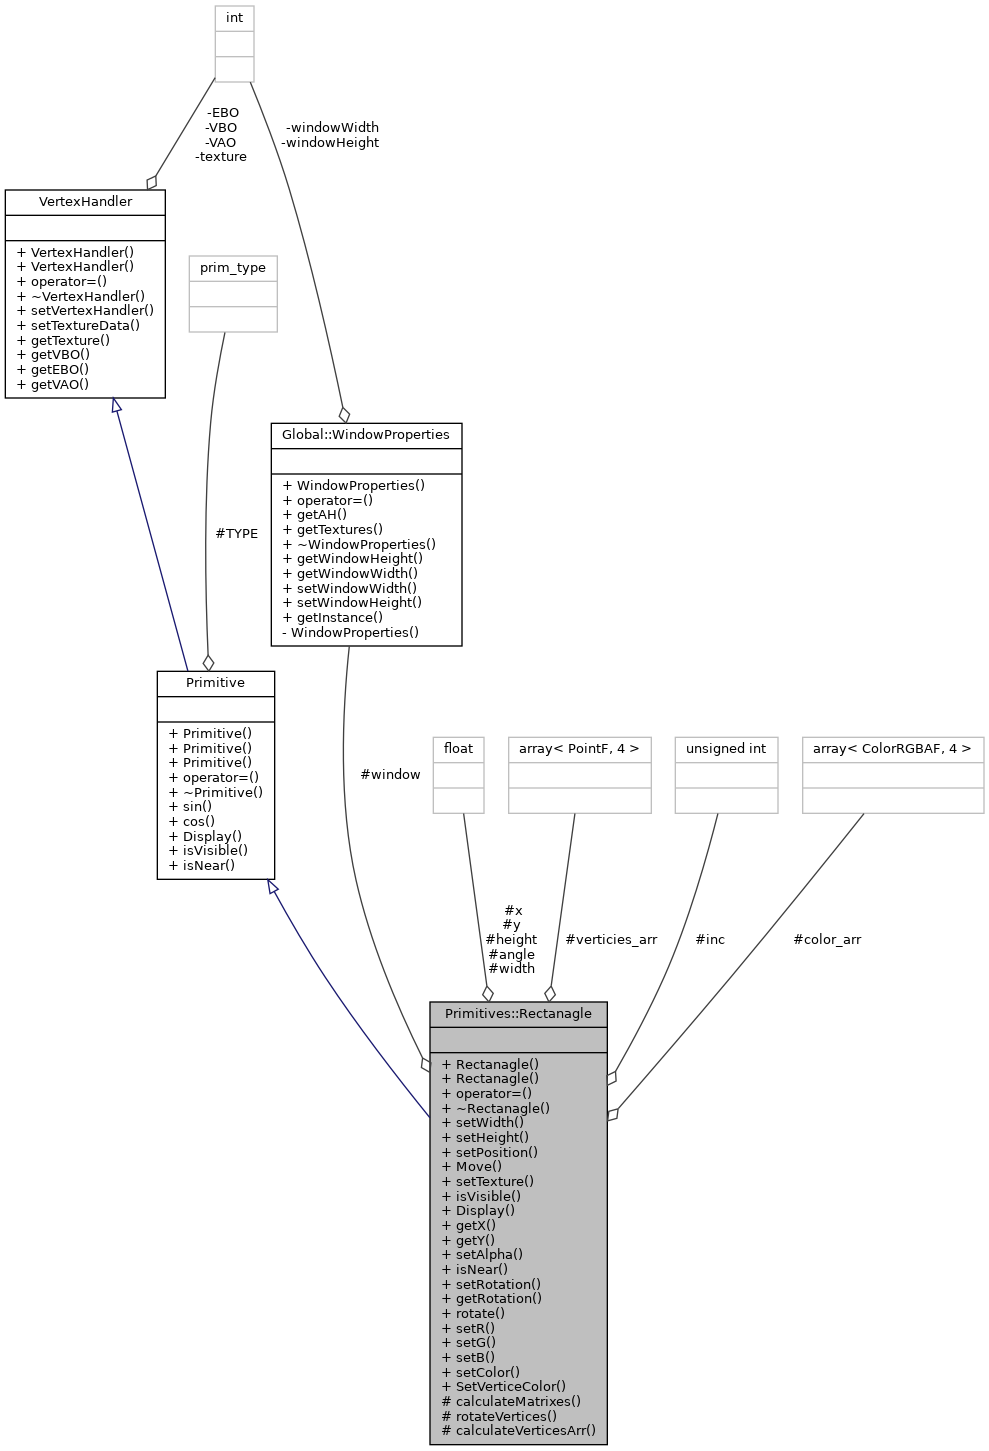 int
-EBO
-VBO
-VAO
-texture
-windowWidth
-windowHeight
VertexHandler
+ VertexHandler()
+ VertexHandler()
+ operator=()
+ ~VertexHandler()
+ setVertexHandler()
+ setTextureData()
+ getTexture()
+ getVBO()
+ getEBO()
+ getVAO()
prim_type
#TYPE
Global::WindowProperties
+ WindowProperties()
+ operator=()
+ getAH()
+ getTextures()
+ ~WindowProperties()
+ getWindowHeight()
+ getWindowWidth()
+ setWindowWidth()
+ setWindowHeight()
+ getInstance()
- WindowProperties()
Primitive
+ Primitive()
+ Primitive()
+ Primitive()
+ operator=()
+ ~Primitive()
+ sin()
+ cos()
+ Display()
+ isVisible()
+ isNear()
#window
float
array< PointF, 4 >
unsigned int
array< ColorRGBAF, 4 >
#x
#y
#height
#angle
#width
#verticies_arr
#inc
#color_arr
Primitives::Rectanagle
+ Rectanagle()
+ Rectanagle()
+ operator=()
+ ~Rectanagle()
+ setWidth()
+ setHeight()
+ setPosition()
+ Move()
+ setTexture()
+ isVisible()
+ Display()
+ getX()
+ getY()
+ setAlpha()
+ isNear()
+ setRotation()
+ getRotation()
+ rotate()
+ setR()
+ setG()
+ setB()
+ setColor()
+ SetVerticeColor()
# calculateMatrixes()
# rotateVertices()
# calculateVerticesArr()